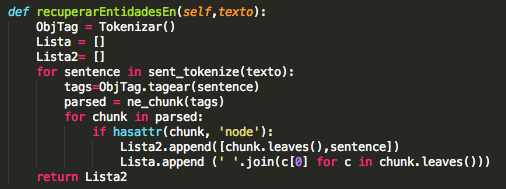 def recuperarEntidadesEn(self,texto):
    ObjTag = Tokenizar()
    Lista = []
    Lista2= []
    for sentence in sent_tokenize(texto):
        tags=ObjTag.tagear(sentence)
        parsed = ne_chunk(tags)
        for chunk in parsed:
            if hasattr(chunk, 'node'):
                Lista2.append([chunk.leaves(),sentence])
                Lista.append (' '.join(c[0] for c in chunk.leaves()))
    return Lista2